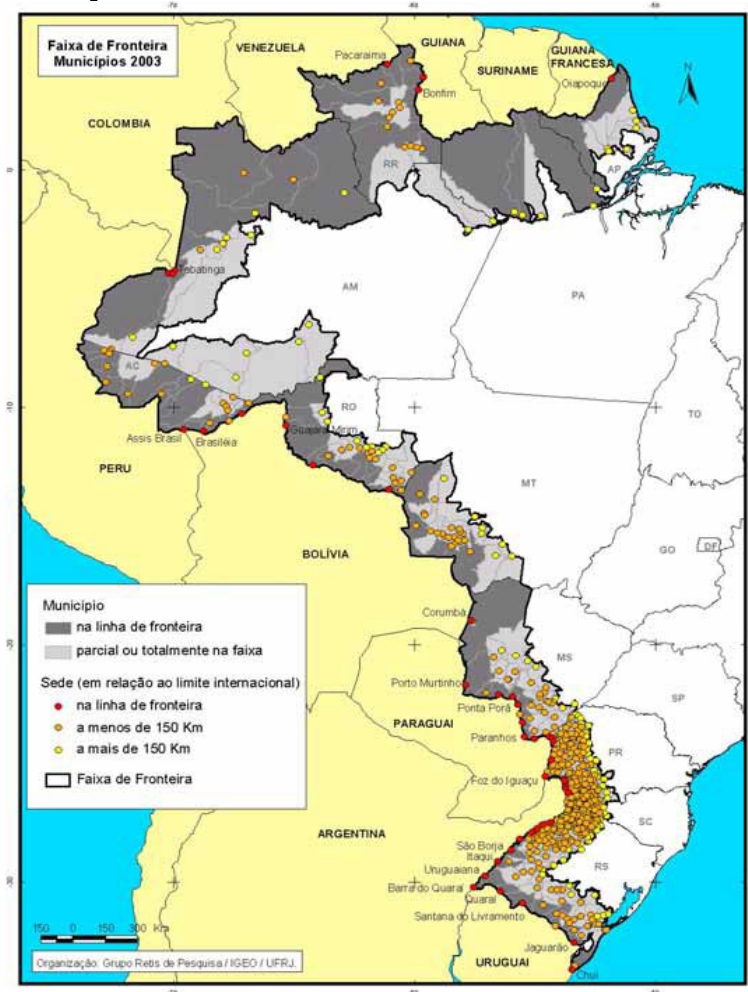 Faixa de Fronteira
Municípios 2003
VENEZUELA
GUIANA
SURINAME
GUIANA
FRANCESA
Pacaraima
Bonfim
Oiapoque
N
COLOMBIA
0
RR
AP
Tabatinga
AM
PA
AC
-10
RO
TO
Assis Brasil
Brasiléia
Guajará Mirim
PERU
MT
BOLÍVIA
GO
DF
Município
na linha de fronteira
parcial ou totalmente na faixa
Sede (em relação ao limite internacional)
na linha de fronteira
a menos de 150 Km
a mais de 150 Km
Faixa de Fronteira
Corumbá
-20
MS
Porto Murtinho
SP
Ponta Porã
PARAGUAI
Paranhos
PR
Foz do Iguaçu
SC
ARGENTINA
São Borja
Itaqui
RS
Uruguaiana
Barra do Quaraí
Quaraí
Santana do Livramento
Jaguarão
URUGUAI
Chuí
150 0 150 300 Km
Organização: Grupo Retis de Pesquisa / IGEO / UFRJ.